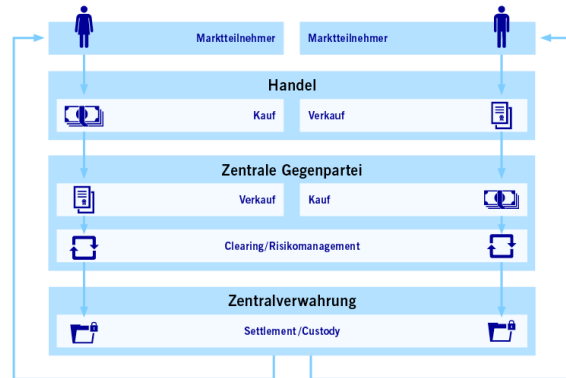 Marktteilnehmer Marktteilnehmer
Handel
Kauf Verkauf
Zentrale Gegenpartei
Verkauf Kauf
Clearing/Risikomanagement
Zentralverwahrung
Settlement/Custody